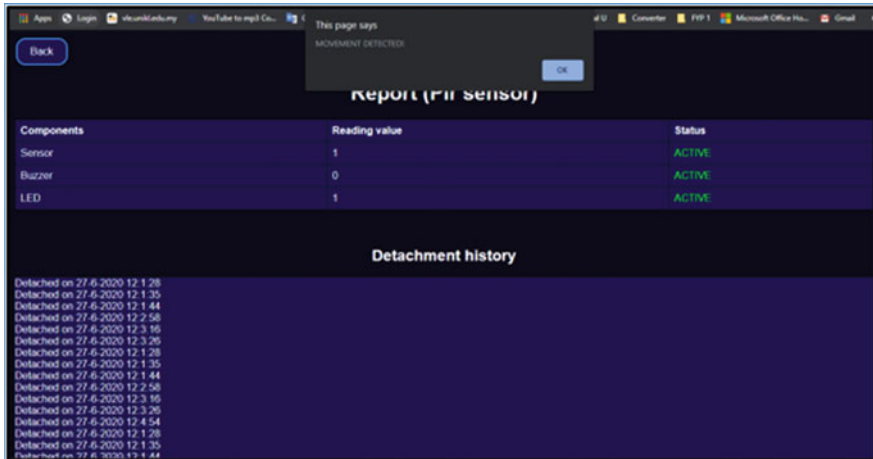 Apps Login vle.unikl.edu.my YouTube to mp3 Co... Converter FYP 1 Microsoft Office Ho... Gmail
This page says
MOVEMENT DETECTED!
OK
Back
Report (Pir sensor)
Components Reading value Status
Sensor 1 ACTIVE
Buzzer 0 ACTIVE
LED 1 ACTIVE
Detachment history
Detached on 27-6-2020 12:1:28
Detached on 27-6-2020 12:1:35
Detached on 27-6-2020 12:1:44
Detached on 27-6-2020 12:2:58
Detached on 27-6-2020 12:3:16
Detached on 27-6-2020 12:3:26
Detached on 27-6-2020 12:1:28
Detached on 27-6-2020 12:1:35
Detached on 27-6-2020 12:1:44
Detached on 27-6-2020 12:2:58
Detached on 27-6-2020 12:3:16
Detached on 27-6-2020 12:3:26
Detached on 27-6-2020 12:4:54
Detached on 27-6-2020 12:1:28
Detached on 27-6-2020 12:1:35
Detached on 27-6-2020 12:1:44